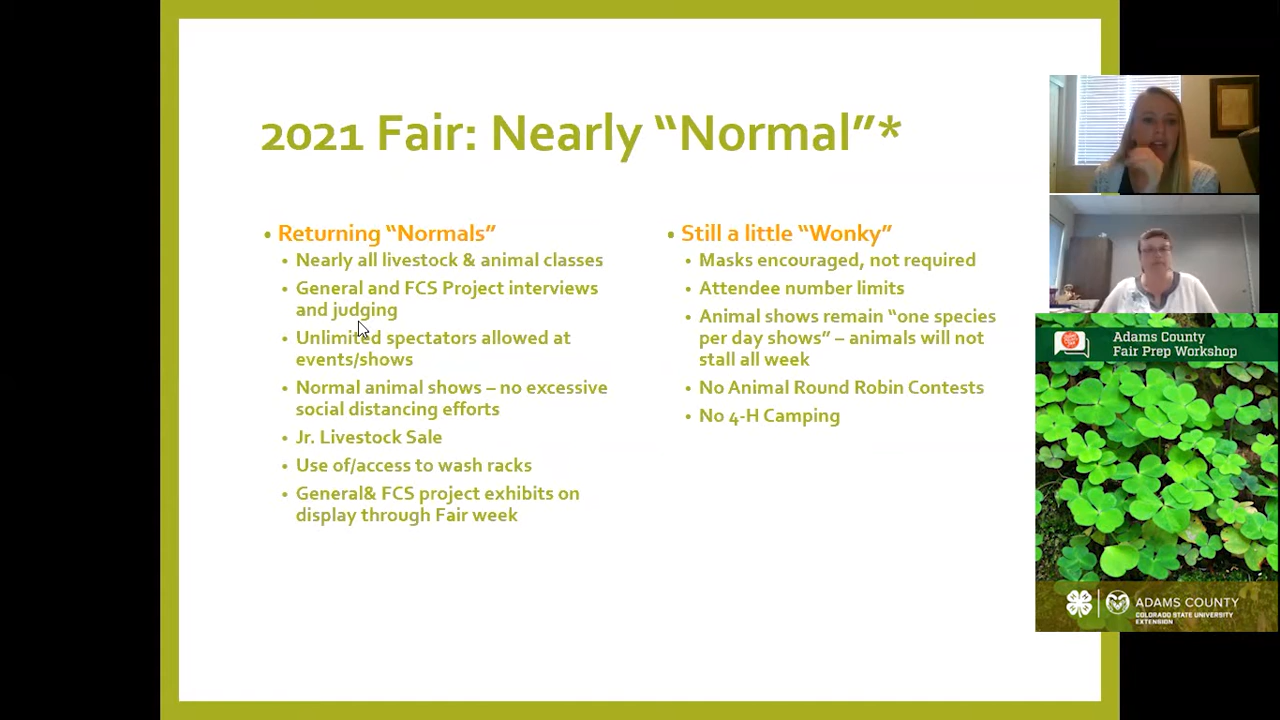 2021 Fair: Nearly “Normal”*
• Returning “Normals”
• Nearly all livestock & animal classes
• General and FCS Project interviews
and judging
• Unlimited spectators allowed at
events/shows
• Normal animal shows – no excessive
social distancing efforts
• Jr. Livestock Sale
• Use of/access to wash racks
• General& FCS project exhibits on
display through Fair week
• Still a little “Wonky”
• Masks encouraged, not required
• Attendee number limits
• Animal shows remain “one species
per day shows” – animals will not
stall all week
• No Animal Round Robin Contests
• No 4-H Camping
Adams County
Fair Prep Workshop
ADAMS COUNTY
COLORADO STATE UNIVERSITY
EXTENSION